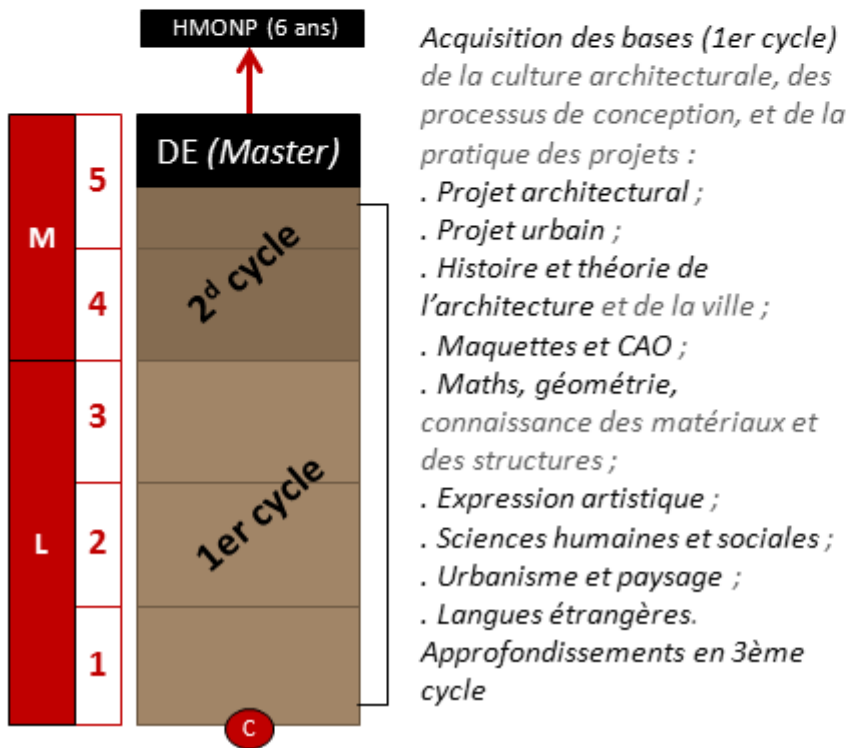 HMONP (6 ans)
DE (Master)
M
L
5
4
3
2
1
2d cycle
1er cycle
C
Acquisition des bases (1er cycle)
de la culture architecturale, des
processus de conception, et de la
pratique des projets :
. Projet architectural ;
. Projet urbain ;
. Histoire et théorie de
l’architecture et de la ville ;
. Maquettes et CAO ;
. Maths, géométrie,
connaissance des matériaux et
des structures ;
. Expression artistique ;
. Sciences humaines et sociales ;
. Urbanisme et paysage ;
. Langues étrangères.
Approfondissements en 3ème
cycle